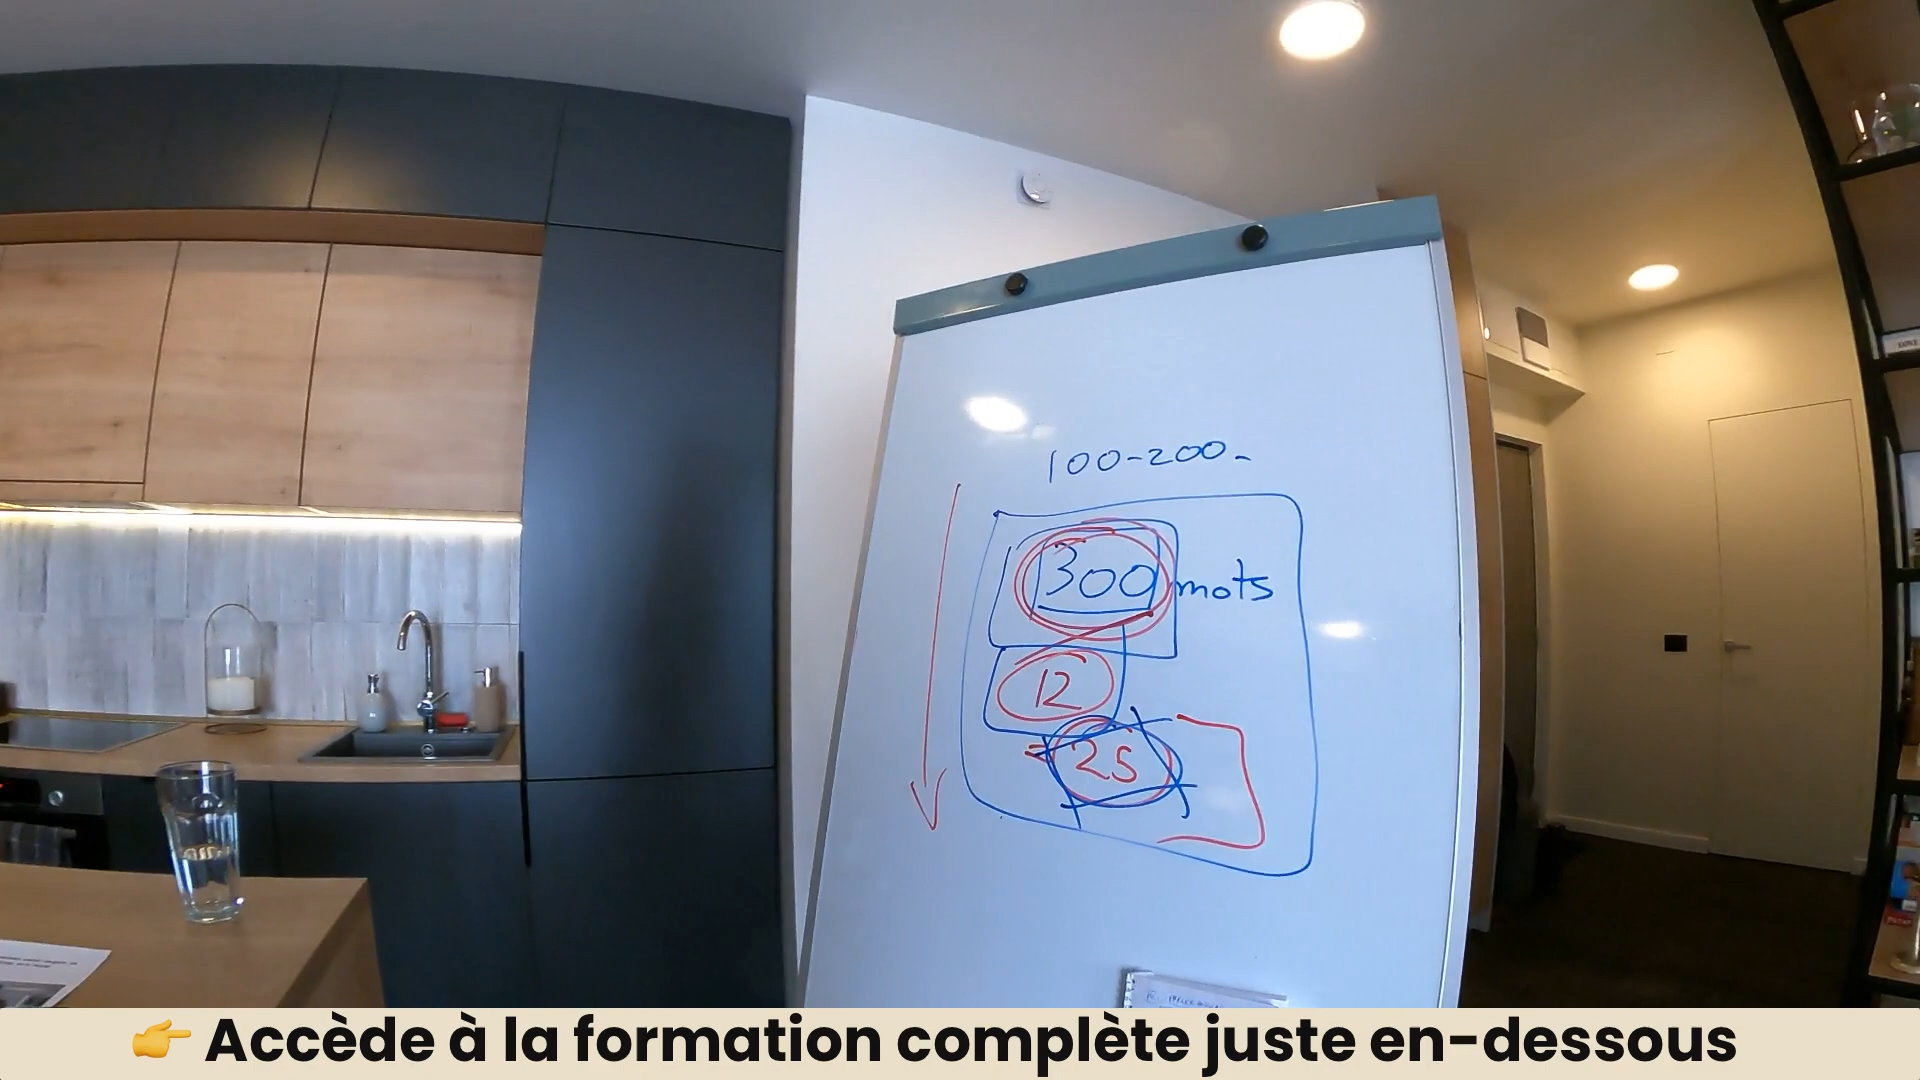 100-200-
300 mots
12
= 25
👉 Accède à la formation complète juste en-dessous